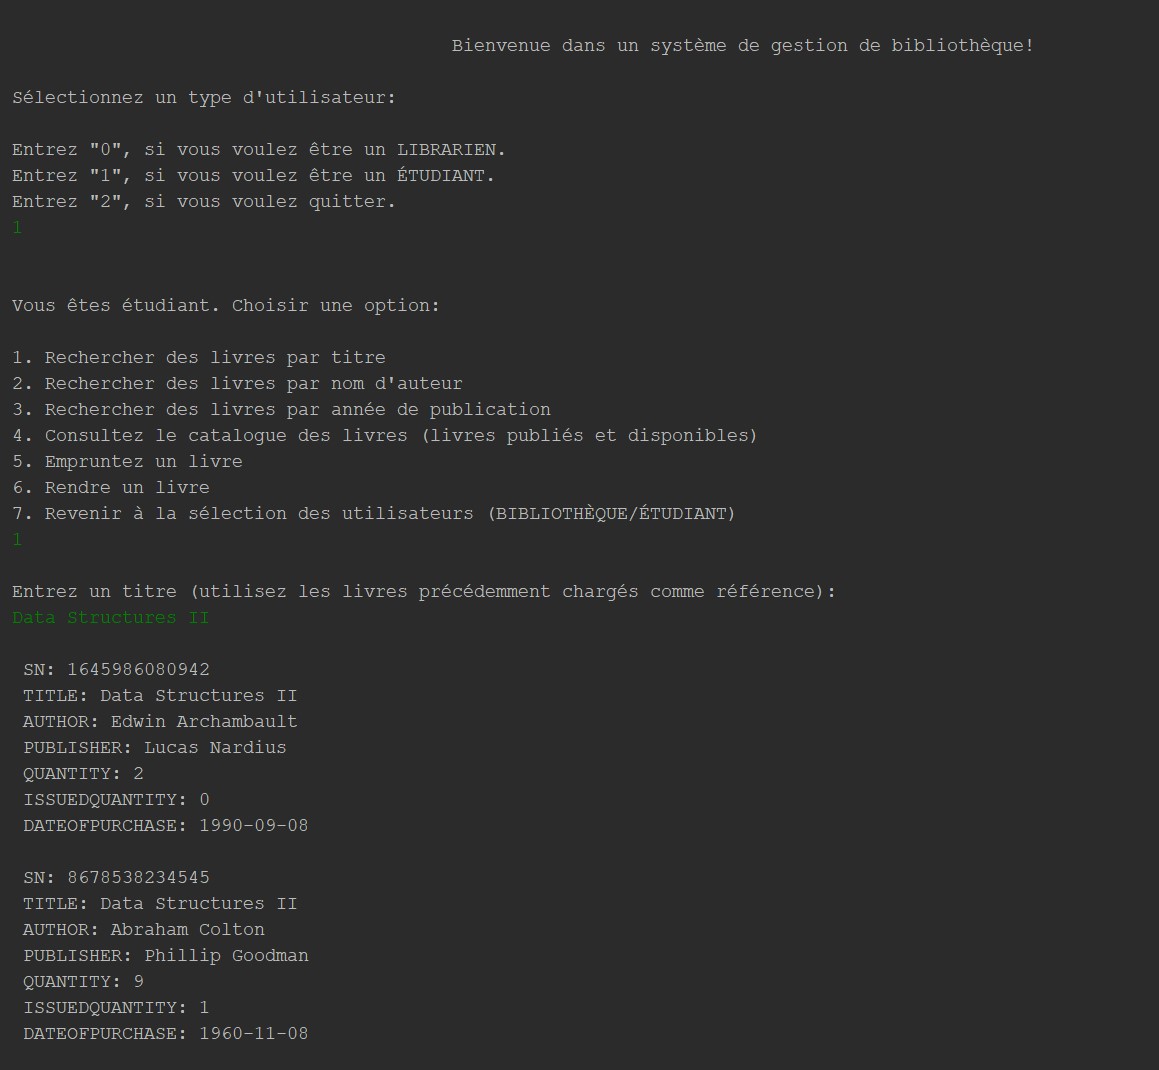 Bienvenue dans un système de gestion de bibliothèque!
Sélectionnez un type d'utilisateur:
Entrez "0", si vous voulez être un LIBRARIEN.
Entrez "1", si vous voulez être un ÉTUDIANT.
Entrez "2", si vous voulez quitter.
1
Vous êtes étudiant. Choisir une option:
1. Rechercher des livres par titre
2. Rechercher des livres par nom d'auteur
3. Rechercher des livres par année de publication
4. Consultez le catalogue des livres (livres publiés et disponibles)
5. Empruntez un livre
6. Rendre un livre
7. Revenir à la sélection des utilisateurs (BIBLIOTHÈQUE/ÉTUDIANT)
1
Entrez un titre (utilisez les livres précédemment chargés comme référence):
Data Structures II
SN: 1645986080942
TITLE: Data Structures II
AUTHOR: Edwin Archambault
PUBLISHER: Lucas Nardius
QUANTITY: 2
ISSUEDQUANTITY: 0
DATEOFPURCHASE: 1990-09-08
SN: 8678538234545
TITLE: Data Structures II
AUTHOR: Abraham Colton
PUBLISHER: Phillip Goodman
QUANTITY: 9
ISSUEDQUANTITY: 1
DATEOFPURCHASE: 1960-11-08